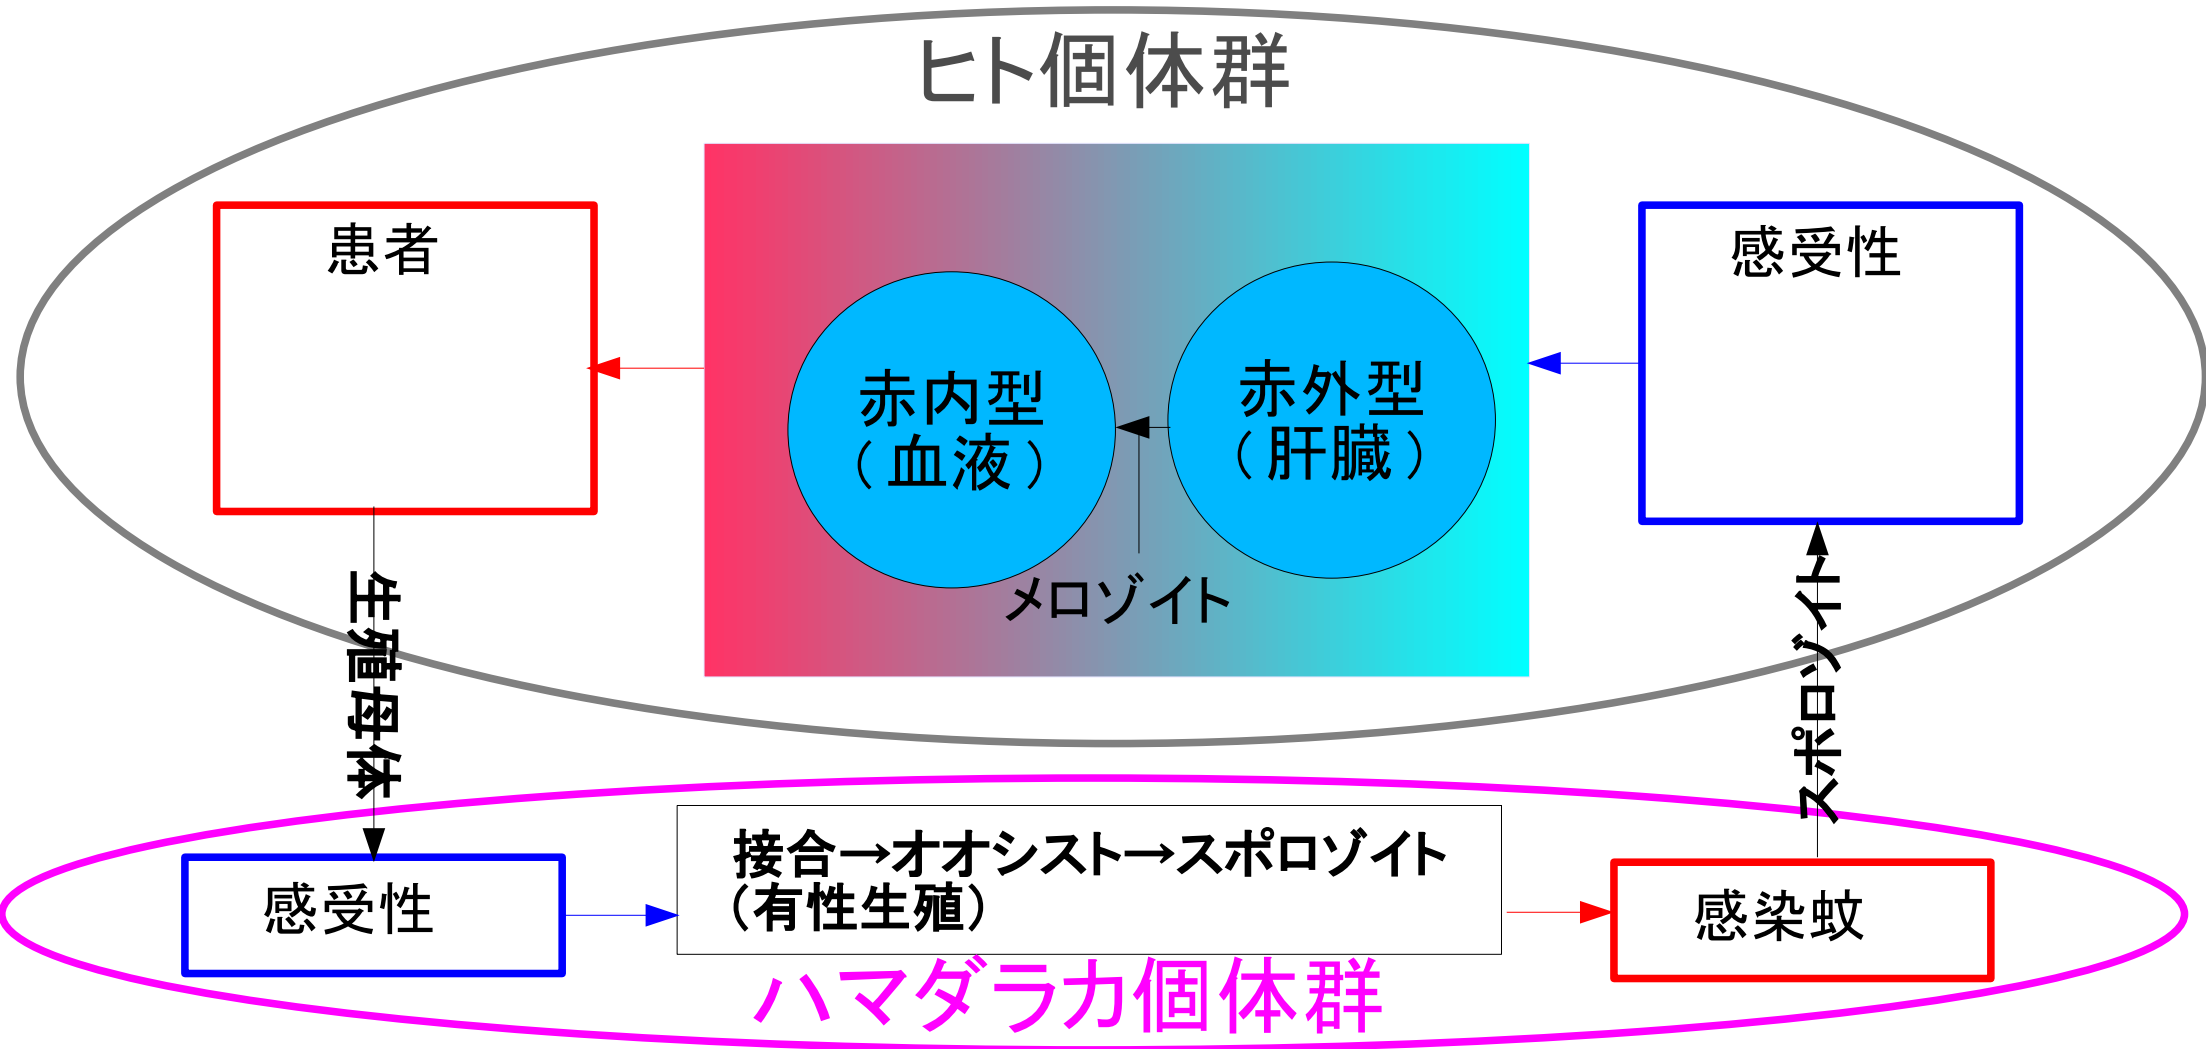 ヒト個体群
患者
感受性
赤内型
（血液）
赤外型
（肝臓）
メロゾイト
生殖母体
スポロゾイト
接合→オオシスト→スポロゾイト
（有性生殖）
感受性
感染蚊
ハマダラカ個体群